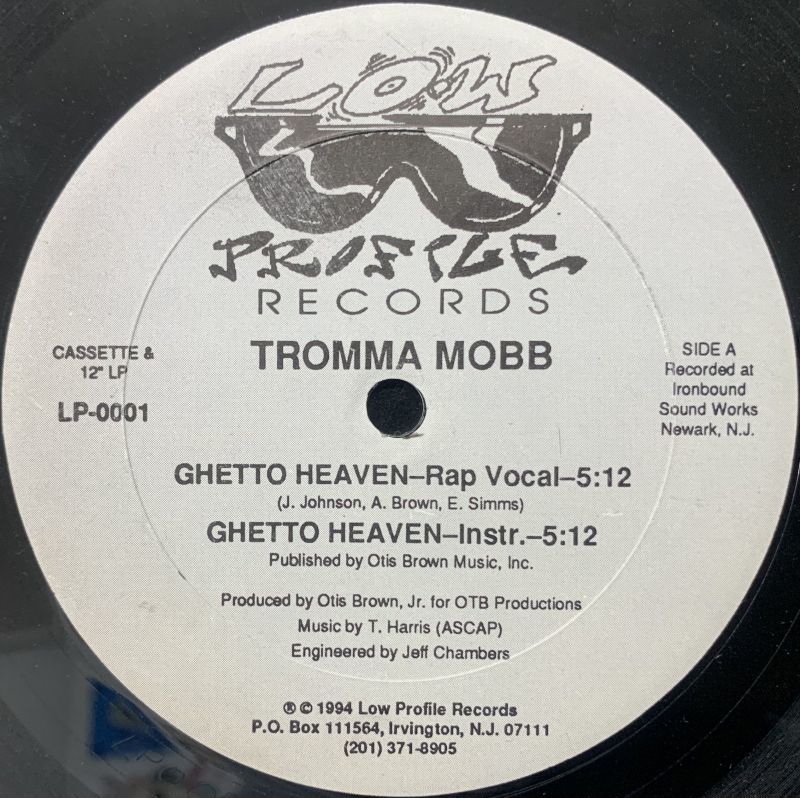 LOW
PROFILE
RECORDS
TROMMA MOBB
CASSETTE &
12" LP
LP-0001
SIDE A
Recorded at
Ironbound
Sound Works
Newark, N.J.
GHETTO HEAVEN–Rap Vocal–5:12
(J. Johnson, A. Brown, E. Simms)
GHETTO HEAVEN–Instr.–5:12
Published by Otis Brown Music, Inc.
Produced by Otis Brown, Jr. for OTB Productions
Music by T. Harris (ASCAP)
Engineered by Jeff Chambers
® © 1994 Low Profile Records
P.O. Box 111564, Irvington, N.J. 07111
(201) 371-8905